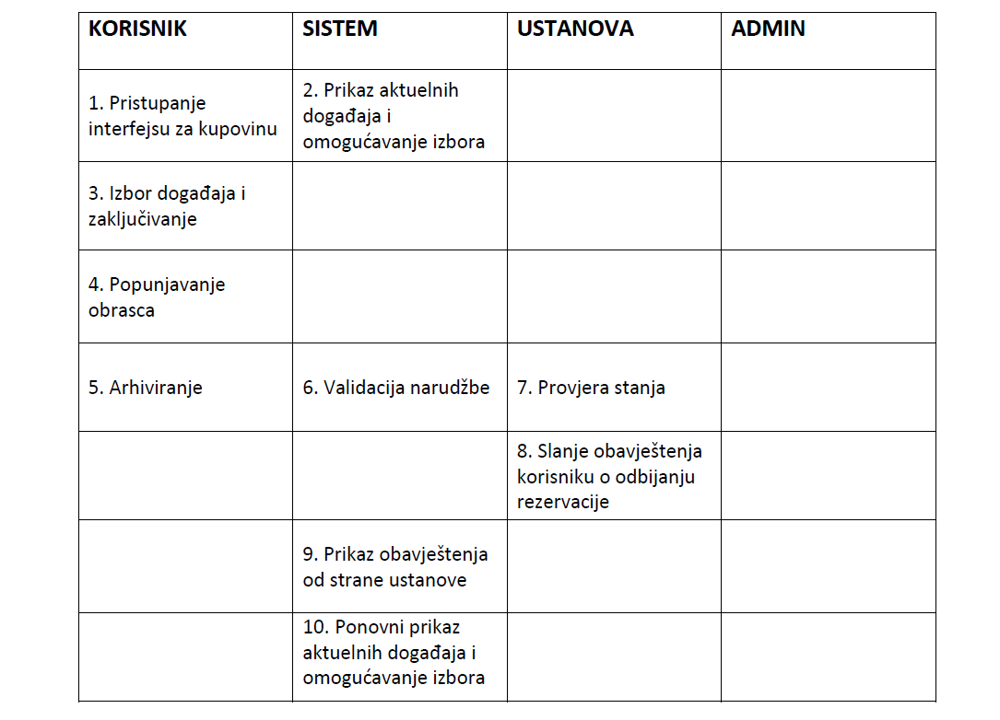 KORISNIK
SISTEM
USTANOVA
ADMIN
1. Pristupanje
interfejsu za kupovinu
2. Prikaz aktuelnih
događaja i
omogućavanje izbora
3. Izbor događaja i
zaključivanje
4. Popunjavanje
obrasca
5. Arhiviranje
6. Validacija narudžbe
7. Provjera stanja
8. Slanje obavještenja
korisniku o odbijanju
rezervacije
9. Prikaz obavještenja
od strane ustanove
10. Ponovni prikaz
aktuelnih događaja i
omogućavanje izbora